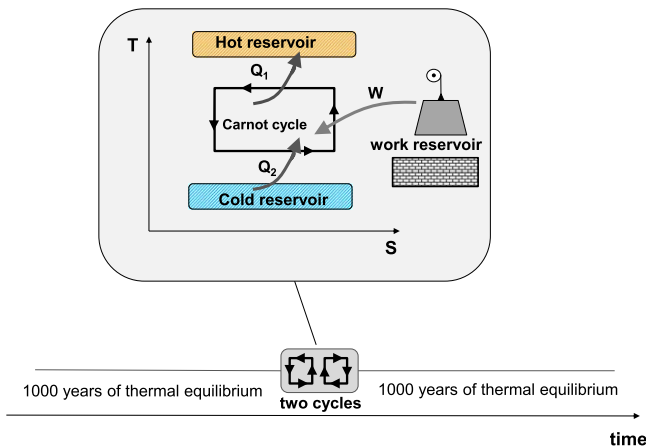 Hot reservoir
T
Q1
W
Carnot cycle
work reservoir
Q2
Cold reservoir
S
1000 years of thermal equilibrium
1000 years of thermal equilibrium
two cycles
time